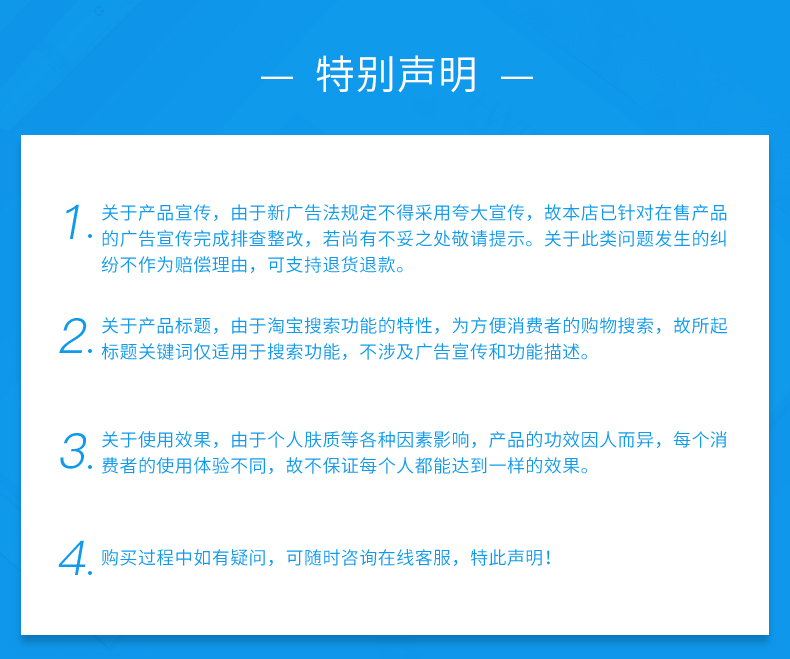 — 特别声明 —
1. 关于产品宣传，由于新广告法规定不得采用夸大宣传，故本店已针对在售产品
的广告宣传完成排查整改，若尚有不妥之处敬请提示。关于此类问题发生的纠
纷不作为赔偿理由，可支持退货退款。
2. 关于产品标题，由于淘宝搜索功能的特性，为方便消费者的购物搜索，故所起
标题关键词仅适用于搜索功能，不涉及广告宣传和功能描述。
3. 关于使用效果，由于个人肤质等各种因素影响，产品的功效因人而异，每个消
费者的使用体验不同，故不保证每个人都能达到一样的效果。
4. 购买过程中如有疑问，可随时咨询在线客服，特此声明！